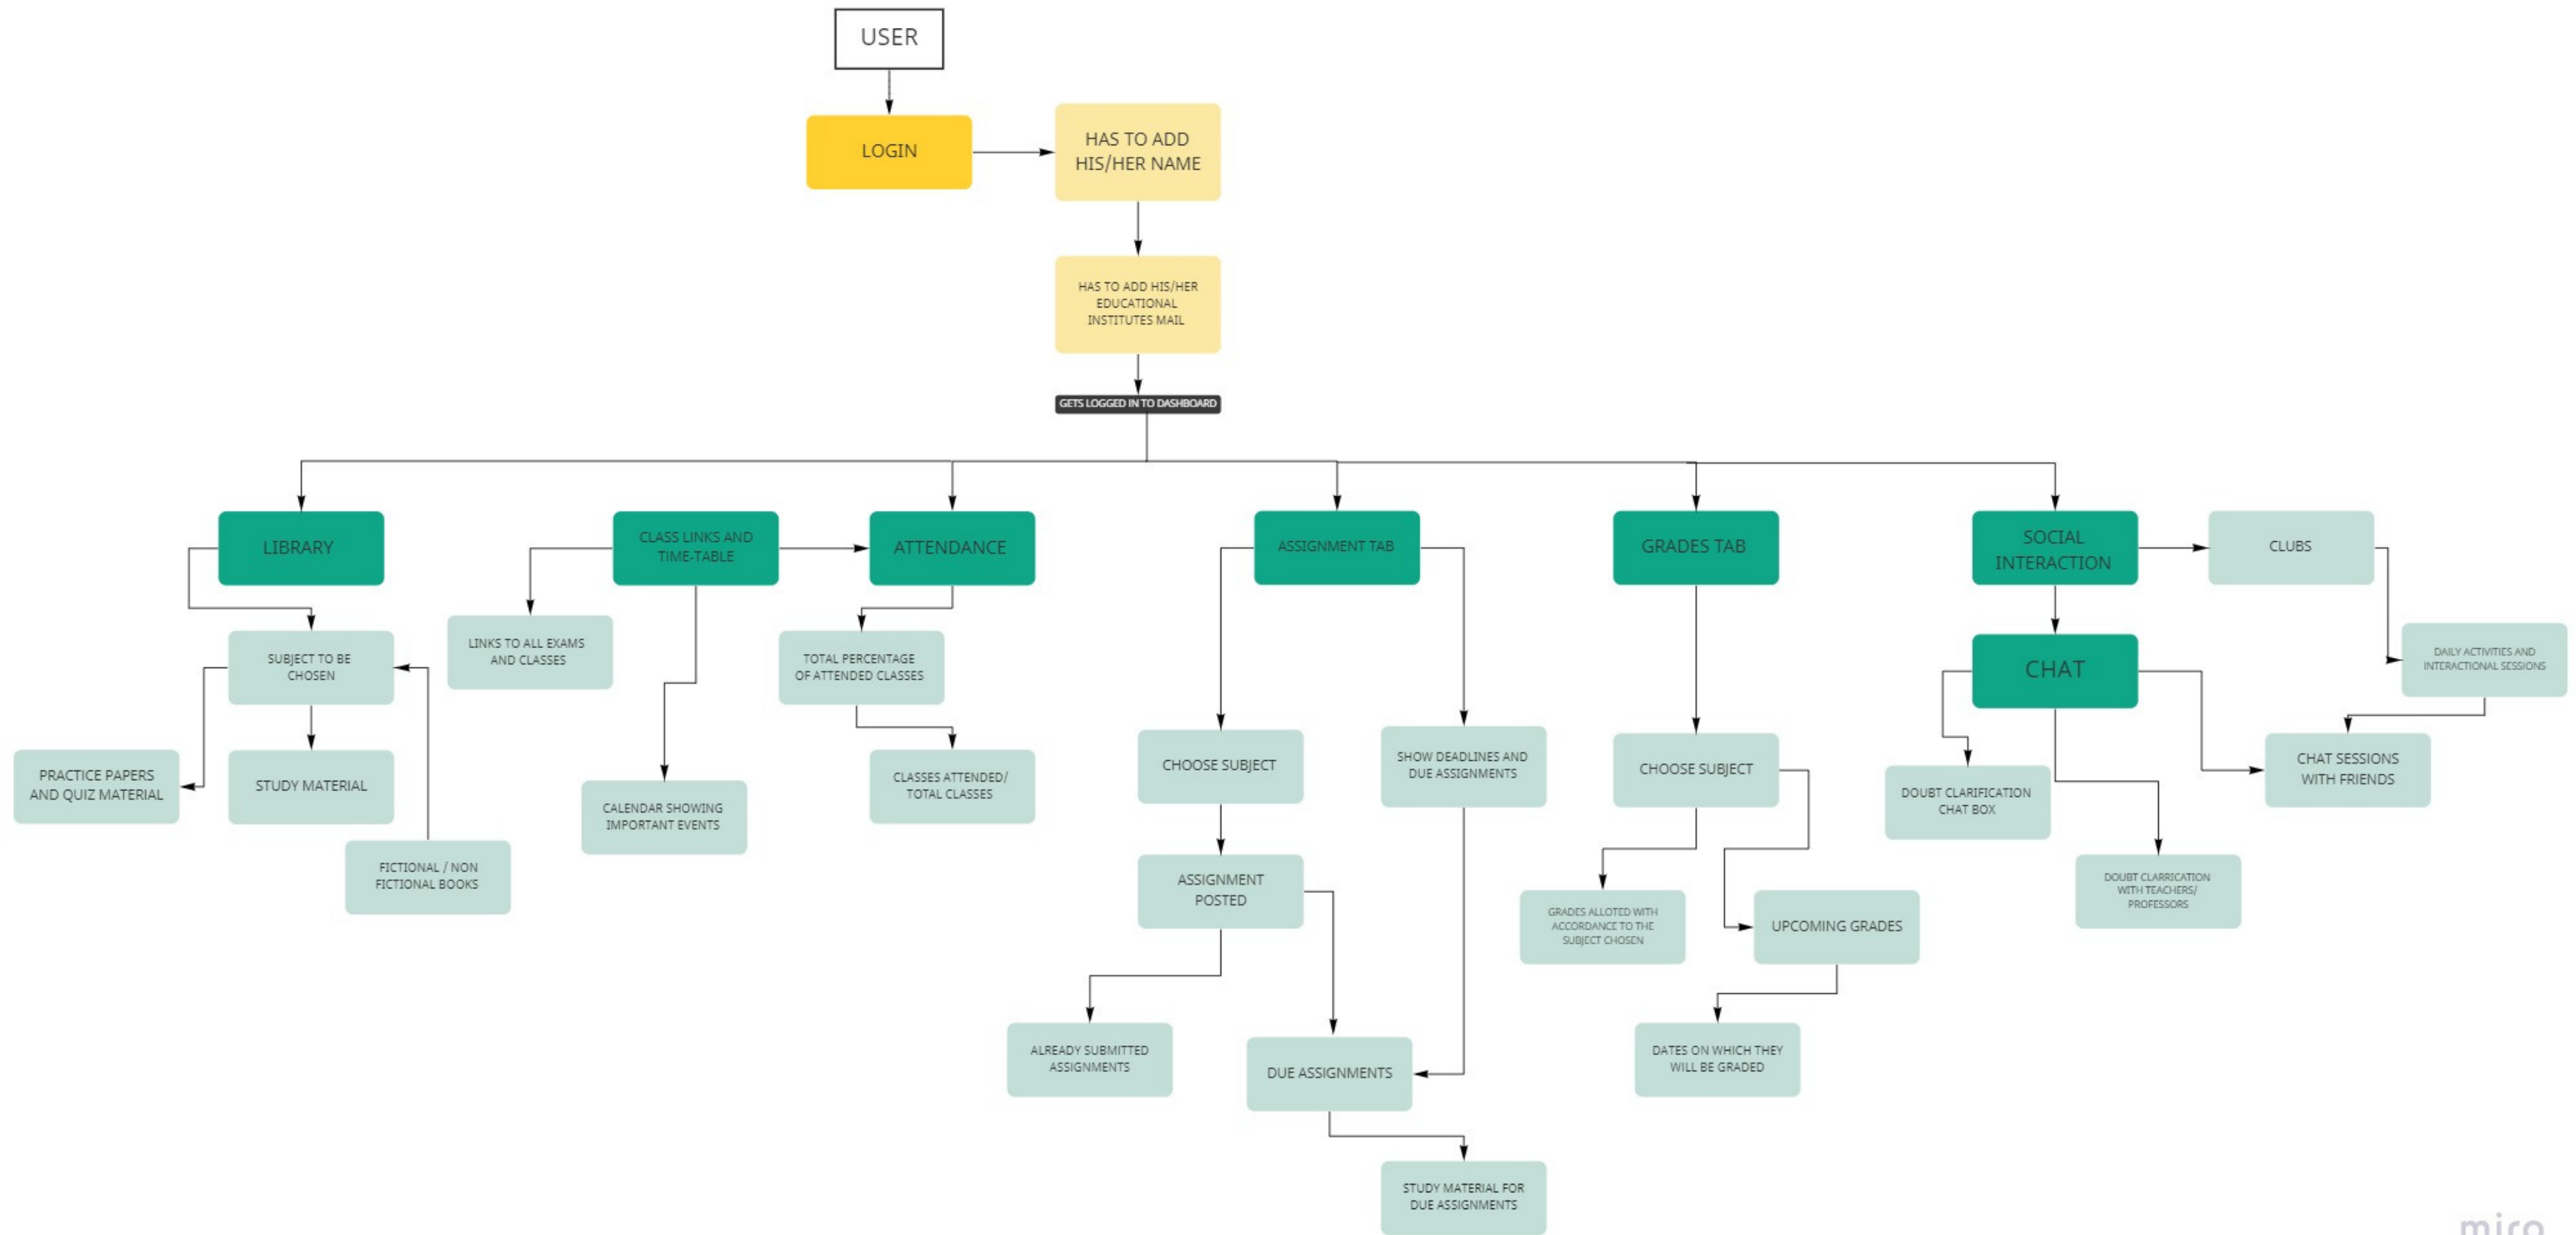 USER
LOGIN
HAS TO ADD
HIS/HER NAME
HAS TO ADD HIS/HER
EDUCATIONAL
INSTITUTES MAIL
GETS LOGGED IN TO DASHBOARD
LIBRARY
CLASS LINKS AND
TIME-TABLE
ATTENDANCE
ASSIGNMENT TAB
GRADES TAB
SOCIAL
INTERACTION
CLUBS
SUBJECT TO BE
CHOSEN
LINKS TO ALL EXAMS
AND CLASSES
TOTAL PERCENTAGE
OF ATTENDED CLASSES
CHAT
DAILY ACTIVITIES AND
INTERACTIONAL SESSIONS
PRACTICE PAPERS
AND QUIZ MATERIAL
STUDY MATERIAL
CALENDAR SHOWING
IMPORTANT EVENTS
CLASSES ATTENDED/
TOTAL CLASSES
CHOOSE SUBJECT
SHOW DEADLINES AND
DUE ASSIGNMENTS
CHOOSE SUBJECT
DOUBT CLARIFICATION
CHAT BOX
CHAT SESSIONS
WITH FRIENDS
FICTIONAL / NON
FICTIONAL BOOKS
ASSIGNMENT
POSTED
GRADES ALLOTED WITH
ACCORDANCE TO THE
SUBJECT CHOSEN
UPCOMING GRADES
DOUBT CLARRICATION
WITH TEACHERS/
PROFESSORS
ALREADY SUBMITTED
ASSIGNMENTS
DUE ASSIGNMENTS
DATES ON WHICH THEY
WILL BE GRADED
STUDY MATERIAL FOR
DUE ASSIGNMENTS
miro